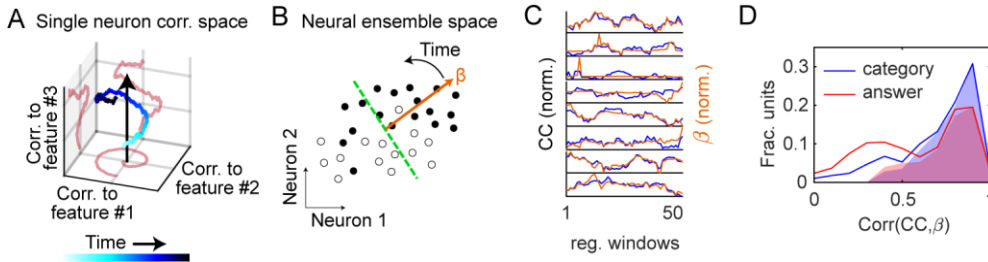 A
Single neuron corr. space
Corr. to
feature #3
Corr. to
feature #1
Corr. to
feature #2
Time
B
Neural ensemble space
Time
β
Neuron 2
Neuron 1
C
CC (norm.)
β (norm.)
1
50
reg. windows
D
category
answer
Frac. units
0.3
0.2
0.1
0
0
0.5
1
Corr(CC,β)